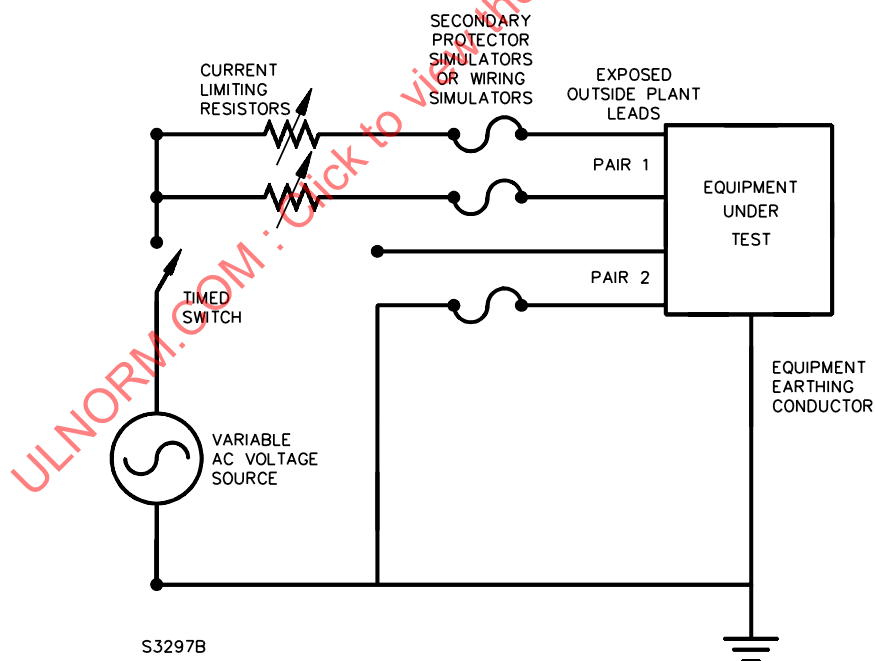 SECONDARY
PROTECTOR
SIMULATORS
OR WIRING
SIMULATORS
CURRENT
LIMITING
RESISTORS
EXPOSED
OUTSIDE PLANT
LEADS
PAIR 1
EQUIPMENT
UNDER
TEST
PAIR 2
TIMED
SWITCH
EQUIPMENT
EARTHING
CONDUCTOR
VARIABLE
AC VOLTAGE
SOURCE
S3297B
ULNORM.COM : Click to view the